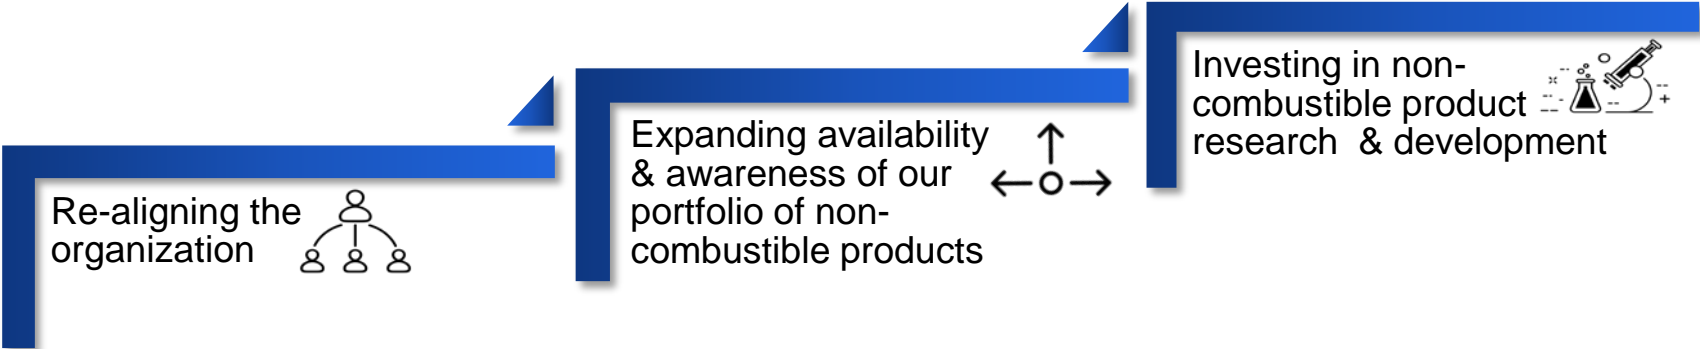 Re-aligning the
organization
Expanding availability
& awareness of our
portfolio of non-
combustible products
Investing in non-
combustible product
research  & development